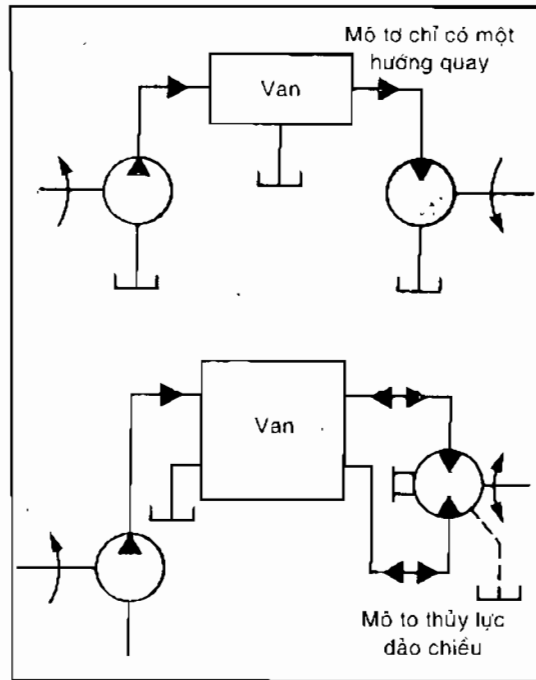 Mô tơ chỉ có một
hướng quay
Van
Van
Mô to thủy lực
đảo chiều